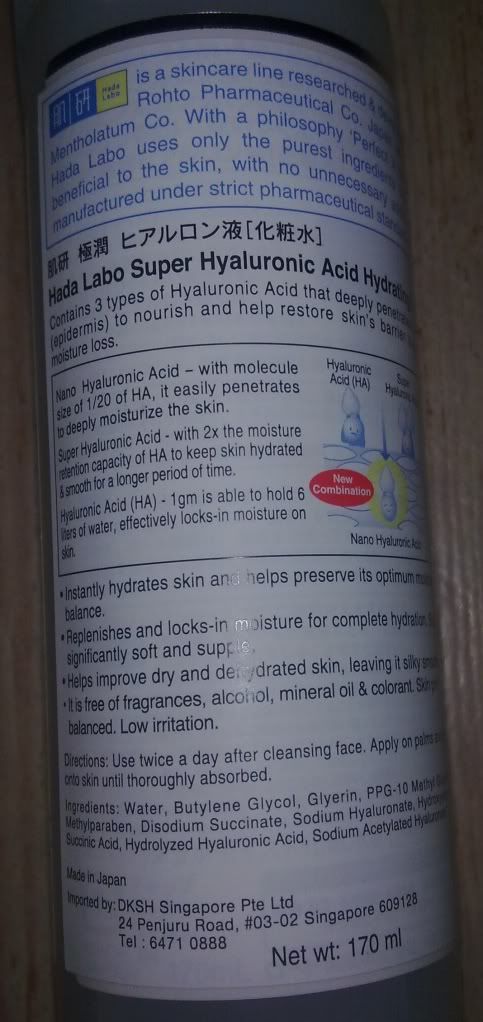 肌研
Hada Labo
is a skincare line researched &
Rohto Pharmaceutical Co.
Mentholatum Co. With a philosophy 'Perfect
Hada Labo uses only the purest
beneficial to the skin, with no unnecessary
manufactured under strict pharmaceutical
肌研 極潤 ヒアルロン液[化粧水]
Hada Labo Super Hyaluronic Acid
Contains 3 types of Hyaluronic Acid that deeply
(epidermis) to nourish and help restore skin's barrier
moisture loss.
Nano Hyaluronic Acid – with molecule
size of 1/20 of HA, it easily penetrates
to deeply moisturize the skin.
Super Hyaluronic Acid - with 2x the moisture
retention capacity of HA to keep skin hydrated
& smooth for a longer period of time.
Hyaluronic Acid (HA) - 1gm is able to hold 6
liters of water, effectively locks-in moisture on
skin.
Hyaluronic
Acid (HA)
Super
New
Combination
Nano Hyaluronic
• Instantly hydrates skin and helps preserve its optimum
balance.
• Replenishes and locks-in moisture for complete hydration.
significantly soft and supple.
• Helps improve dry and dehydrated skin, leaving it silky
• It is free of fragrances, alcohol, mineral oil & colorant. Skin
balanced. Low irritation.
Directions: Use twice a day after cleansing face. Apply on palms
onto skin until thoroughly absorbed.
Ingredients: Water, Butylene Glycol, Glyerin, PPG-10 Methyl
Methylparaben, Disodium Succinate, Sodium Hyaluronate,
Succinic Acid, Hydrolyzed Hyaluronic Acid, Sodium Acetylated
Made in Japan
Imported by: DKSH Singapore Pte Ltd
24 Penjuru Road, #03-02 Singapore 609128
Tel : 6471 0888
Net wt: 170 ml